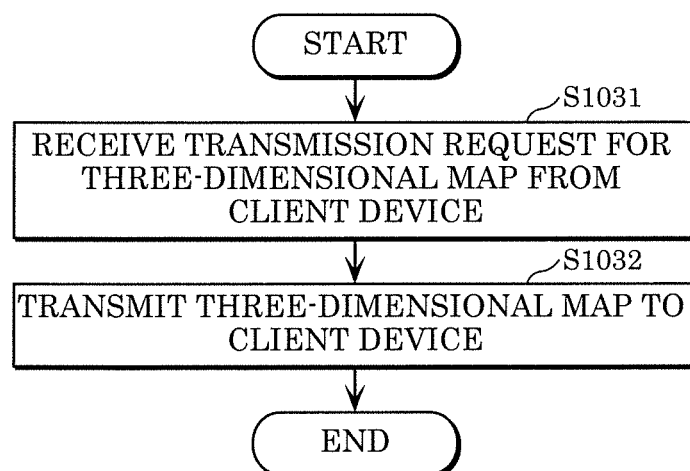 START
S1031
RECEIVE TRANSMISSION REQUEST FOR
THREE-DIMENSIONAL MAP FROM
CLIENT DEVICE
S1032
TRANSMIT THREE-DIMENSIONAL MAP TO
CLIENT DEVICE
END